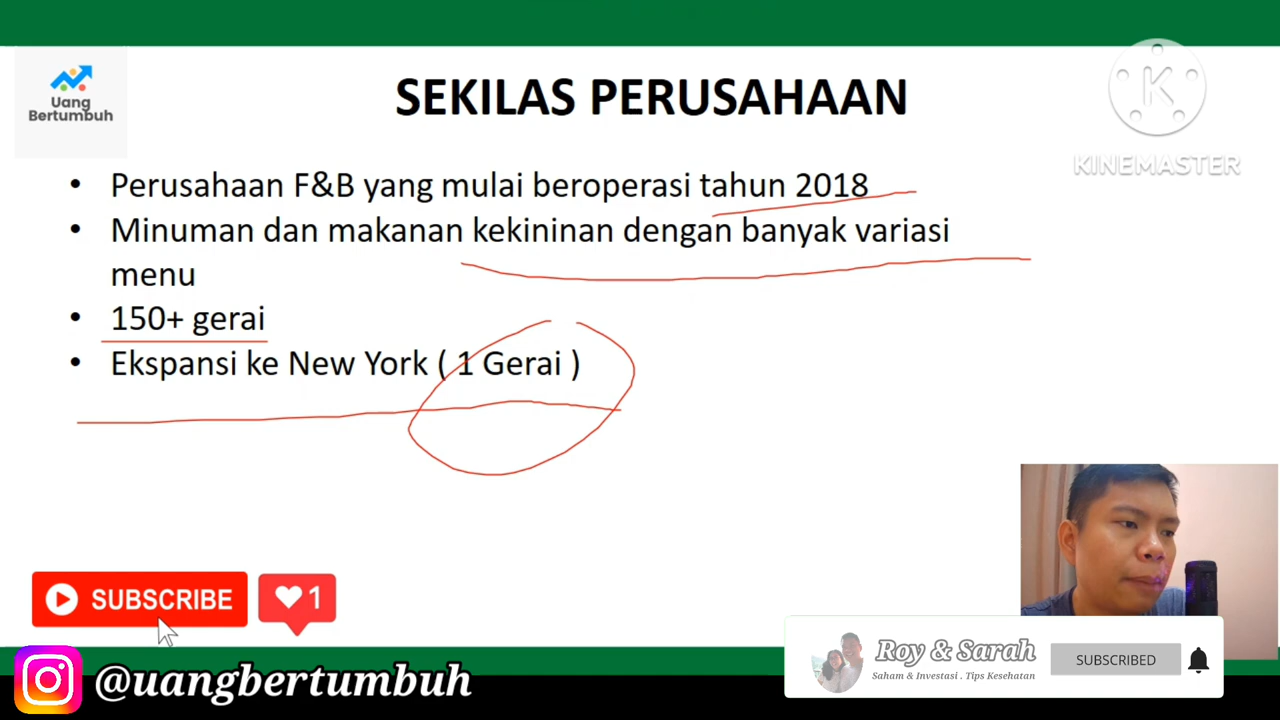 Uang
Bertumbuh
SEKILAS PERUSAHAAN
K
KINEMASTER
• Perusahaan F&B yang mulai beroperasi tahun 2018
• Minuman dan makanan kekininan dengan banyak variasi
menu
• 150+ gerai
• Ekspansi ke New York ( 1 Gerai )
SUBSCRIBE
1
@uangbertumbuh
Roy & Sarah
Saham & Investasi . Tips Kesehatan
SUBSCRIBED